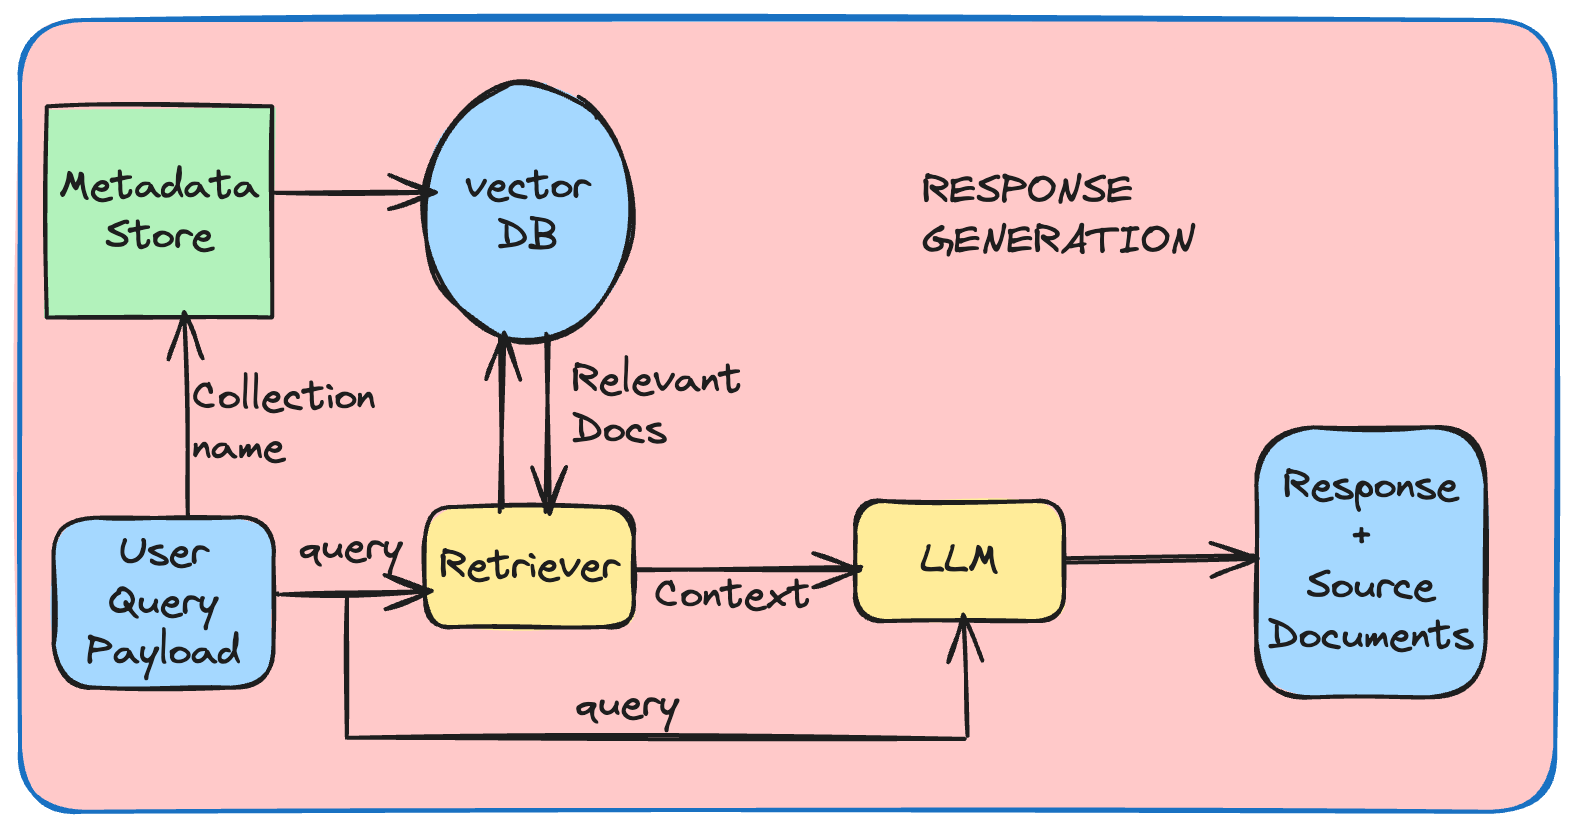 Metadata
Store
vector
DB
RESPONSE
GENERATION
Collection
name
Relevant
Docs
User
Query
Payload
query
Retriever
Context
LLM
query
Response
+
Source
Documents